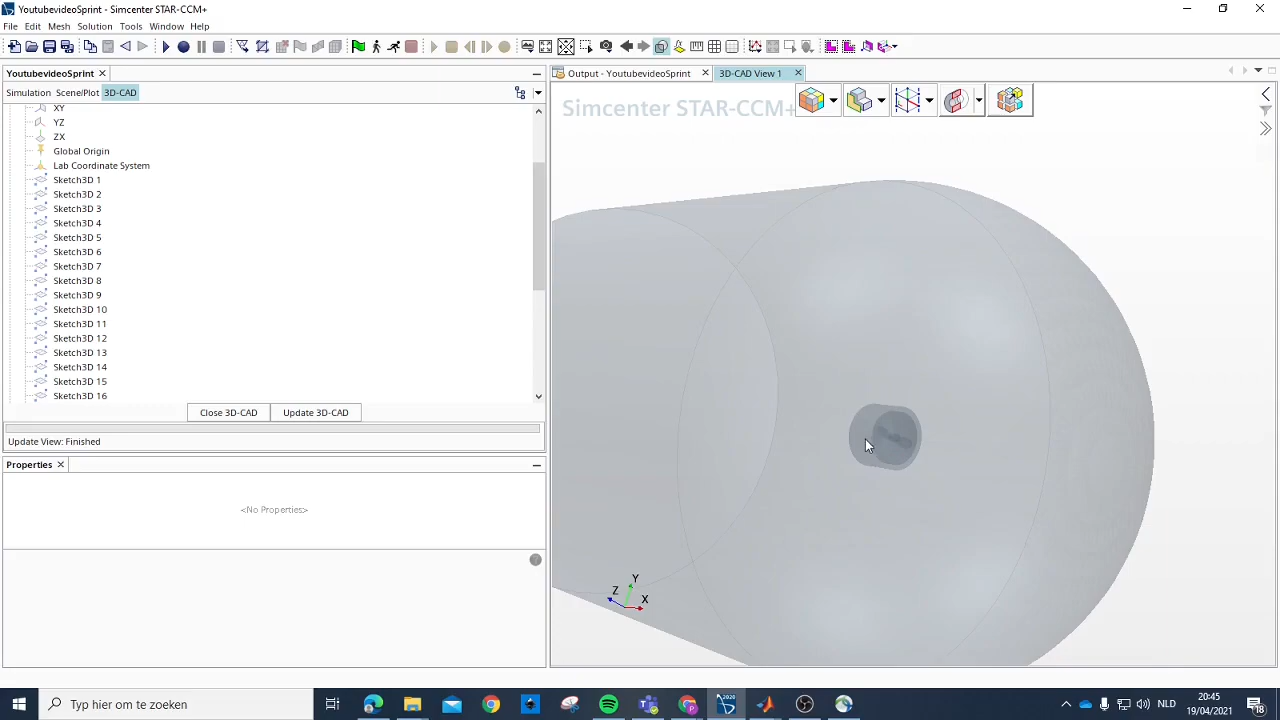 YoutubevideoSprint - Simcenter STAR-CCM+
File Edit Mesh Solution Tools Window Help
YoutubevideoSprint
Simulation Scene/Plot 3D-CAD
XY
YZ
ZX
Global Origin
Lab Coordinate System
Sketch3D 1
Sketch3D 2
Sketch3D 3
Sketch3D 4
Sketch3D 5
Sketch3D 6
Sketch3D 7
Sketch3D 8
Sketch3D 9
Sketch3D 10
Sketch3D 11
Sketch3D 12
Sketch3D 13
Sketch3D 14
Sketch3D 15
Sketch3D 16
Close 3D-CAD Update 3D-CAD
Update View: Finished
Properties
<No Properties>
Output - YoutubevideoSprint 3D-CAD View 1
Simcenter STAR-CCM+
Y
Z
X
Typ hier om te zoeken
2020
NLD
20:45
19/04/2021
18